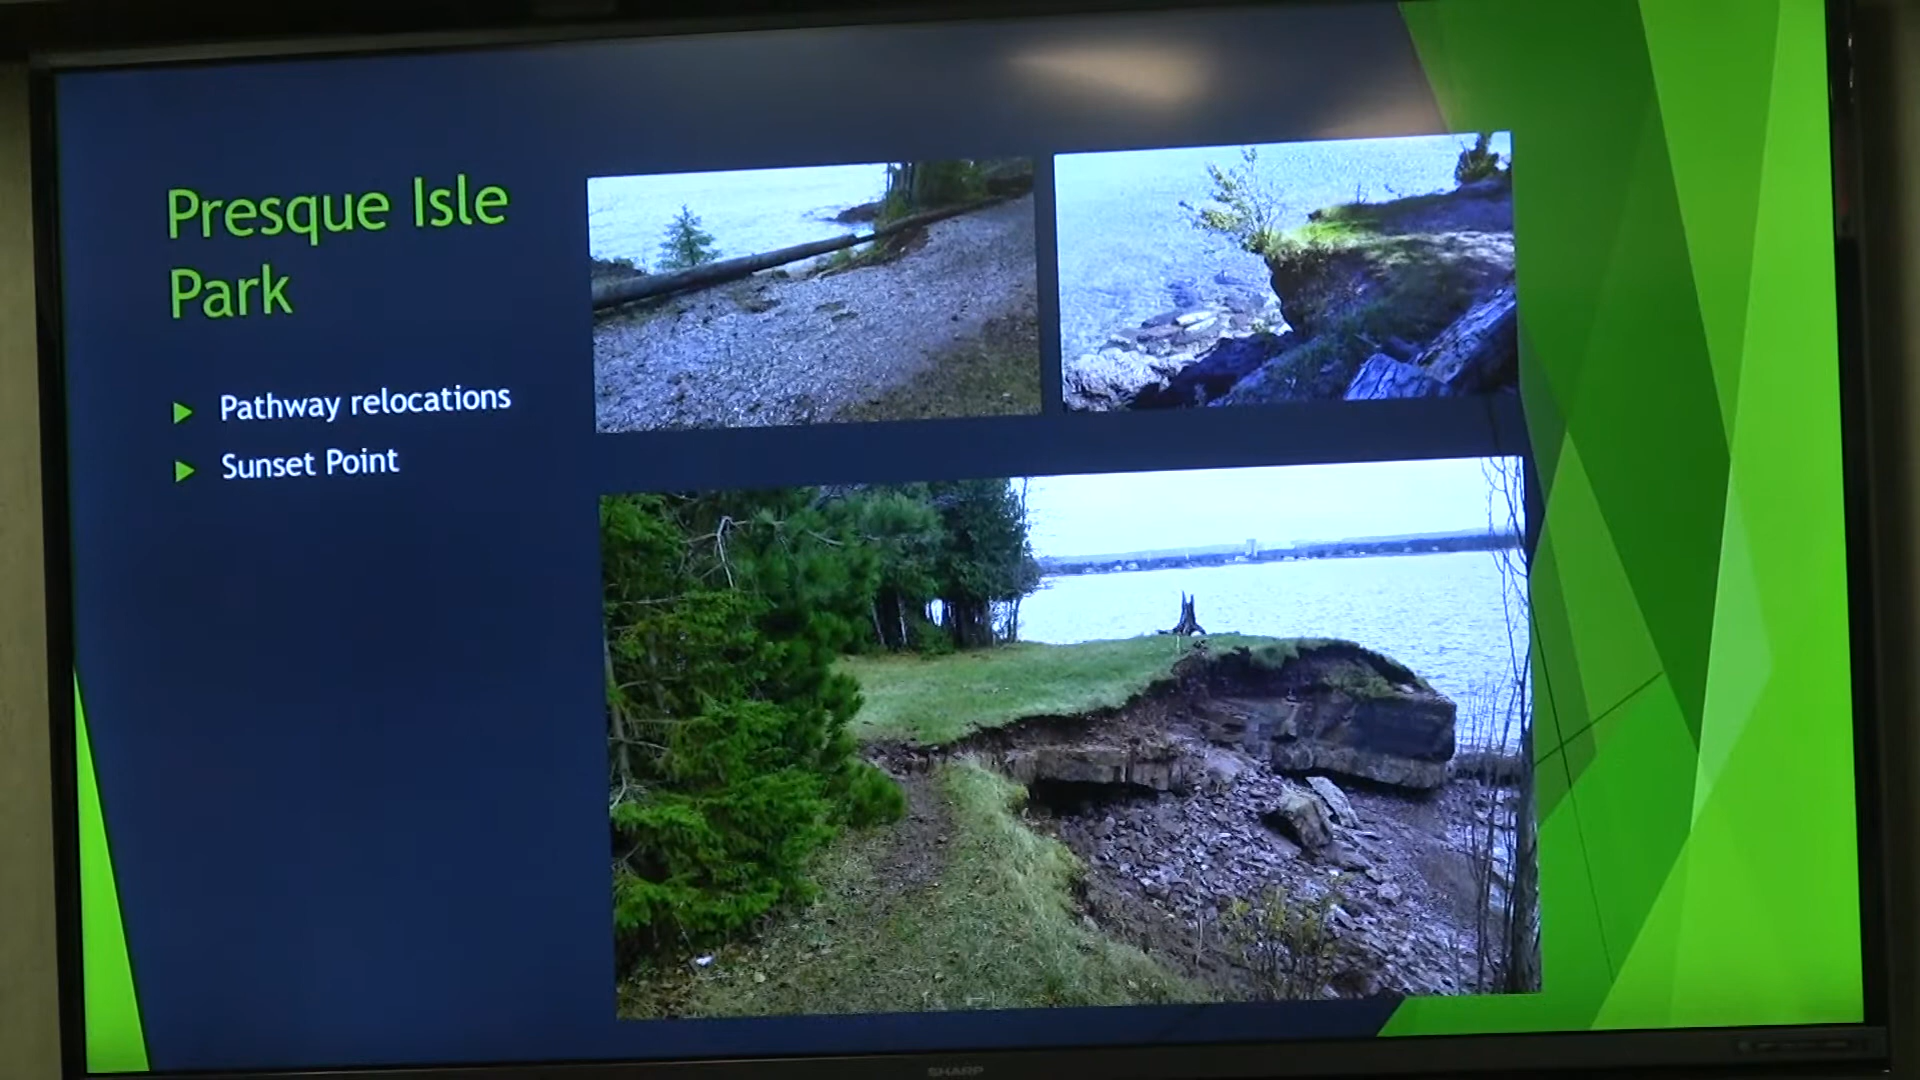 Presque Isle
Park
Pathway relocations
Sunset Point
SHARP